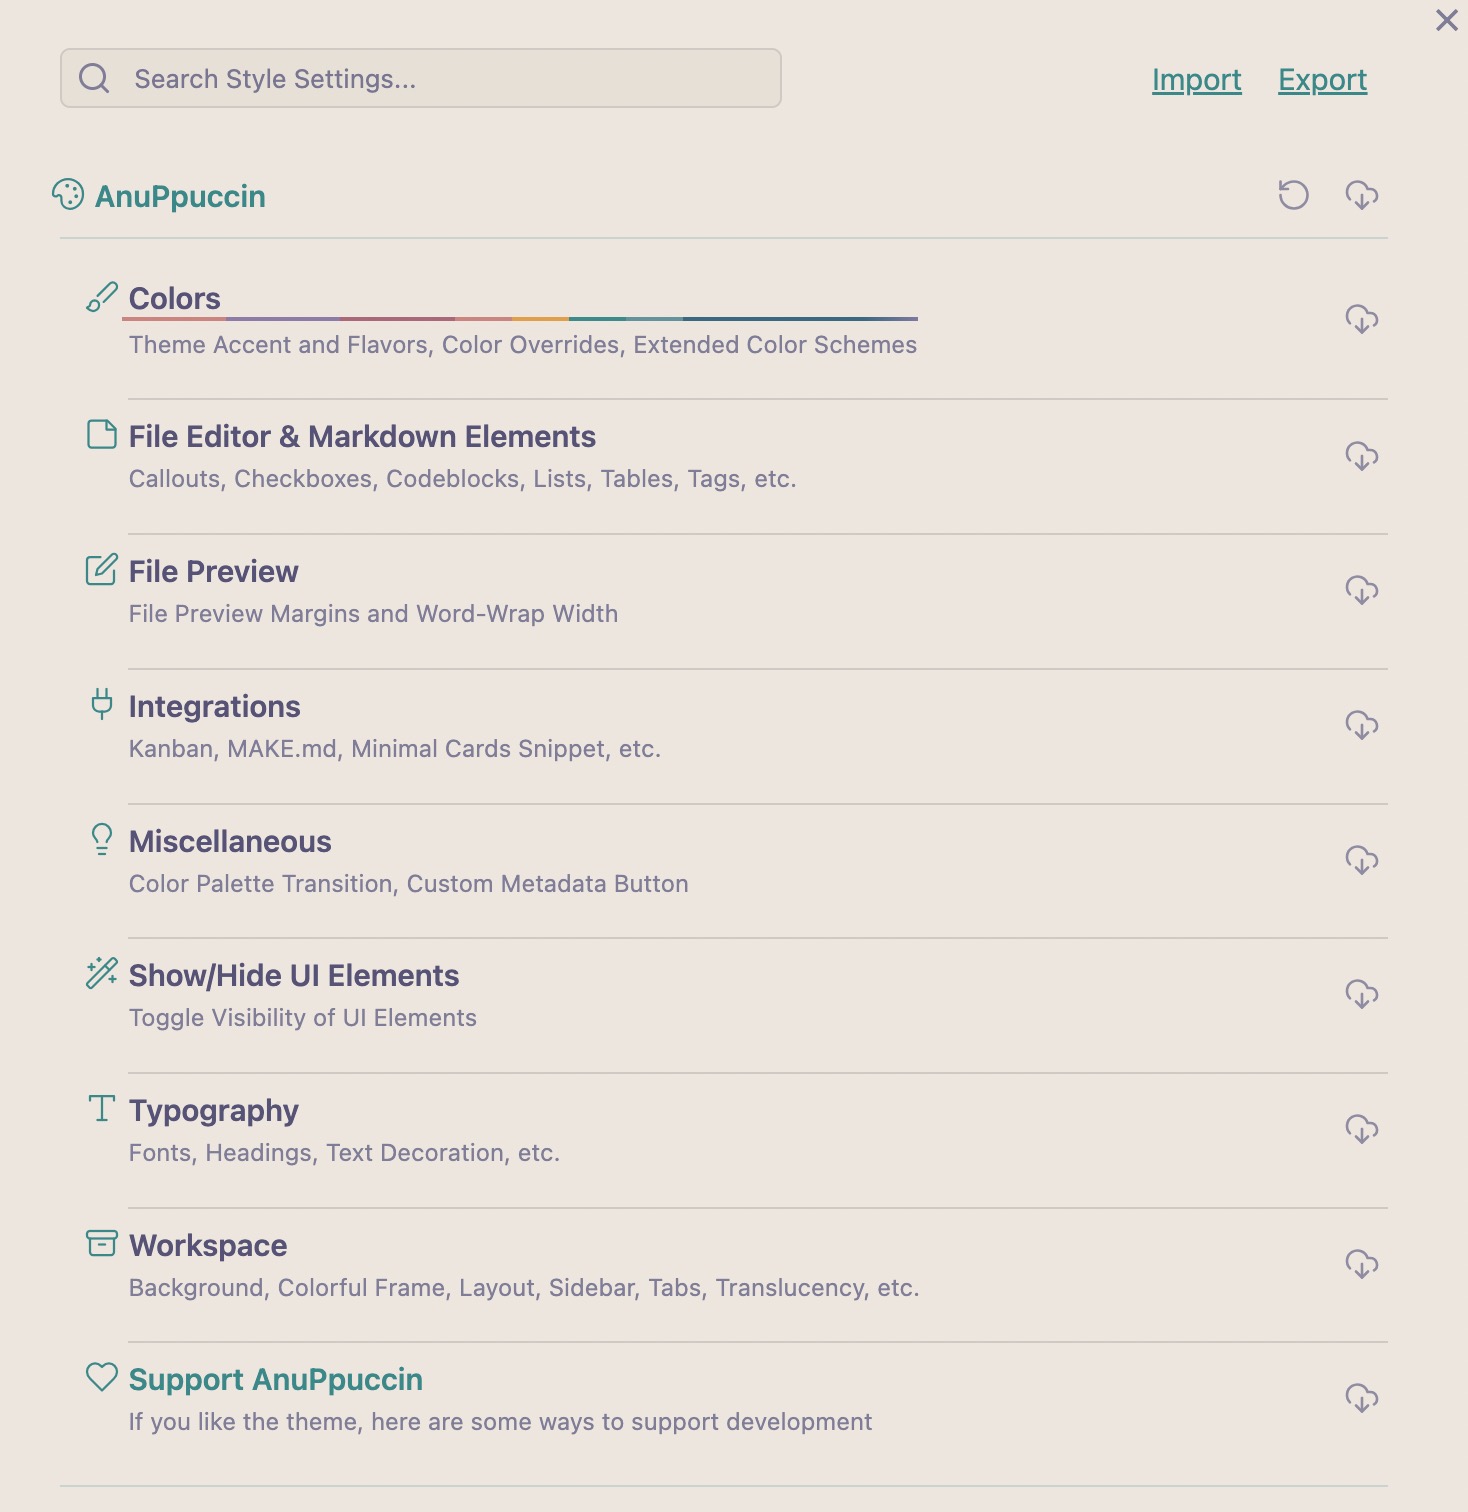 Search Style Settings...
Import Export
AnuPpuccin
Colors
Theme Accent and Flavors, Color Overrides, Extended Color Schemes
File Editor & Markdown Elements
Callouts, Checkboxes, Codeblocks, Lists, Tables, Tags, etc.
File Preview
File Preview Margins and Word-Wrap Width
Integrations
Kanban, MAKE.md, Minimal Cards Snippet, etc.
Miscellaneous
Color Palette Transition, Custom Metadata Button
Show/Hide UI Elements
Toggle Visibility of UI Elements
Typography
Fonts, Headings, Text Decoration, etc.
Workspace
Background, Colorful Frame, Layout, Sidebar, Tabs, Translucency, etc.
Support AnuPpuccin
If you like the theme, here are some ways to support development